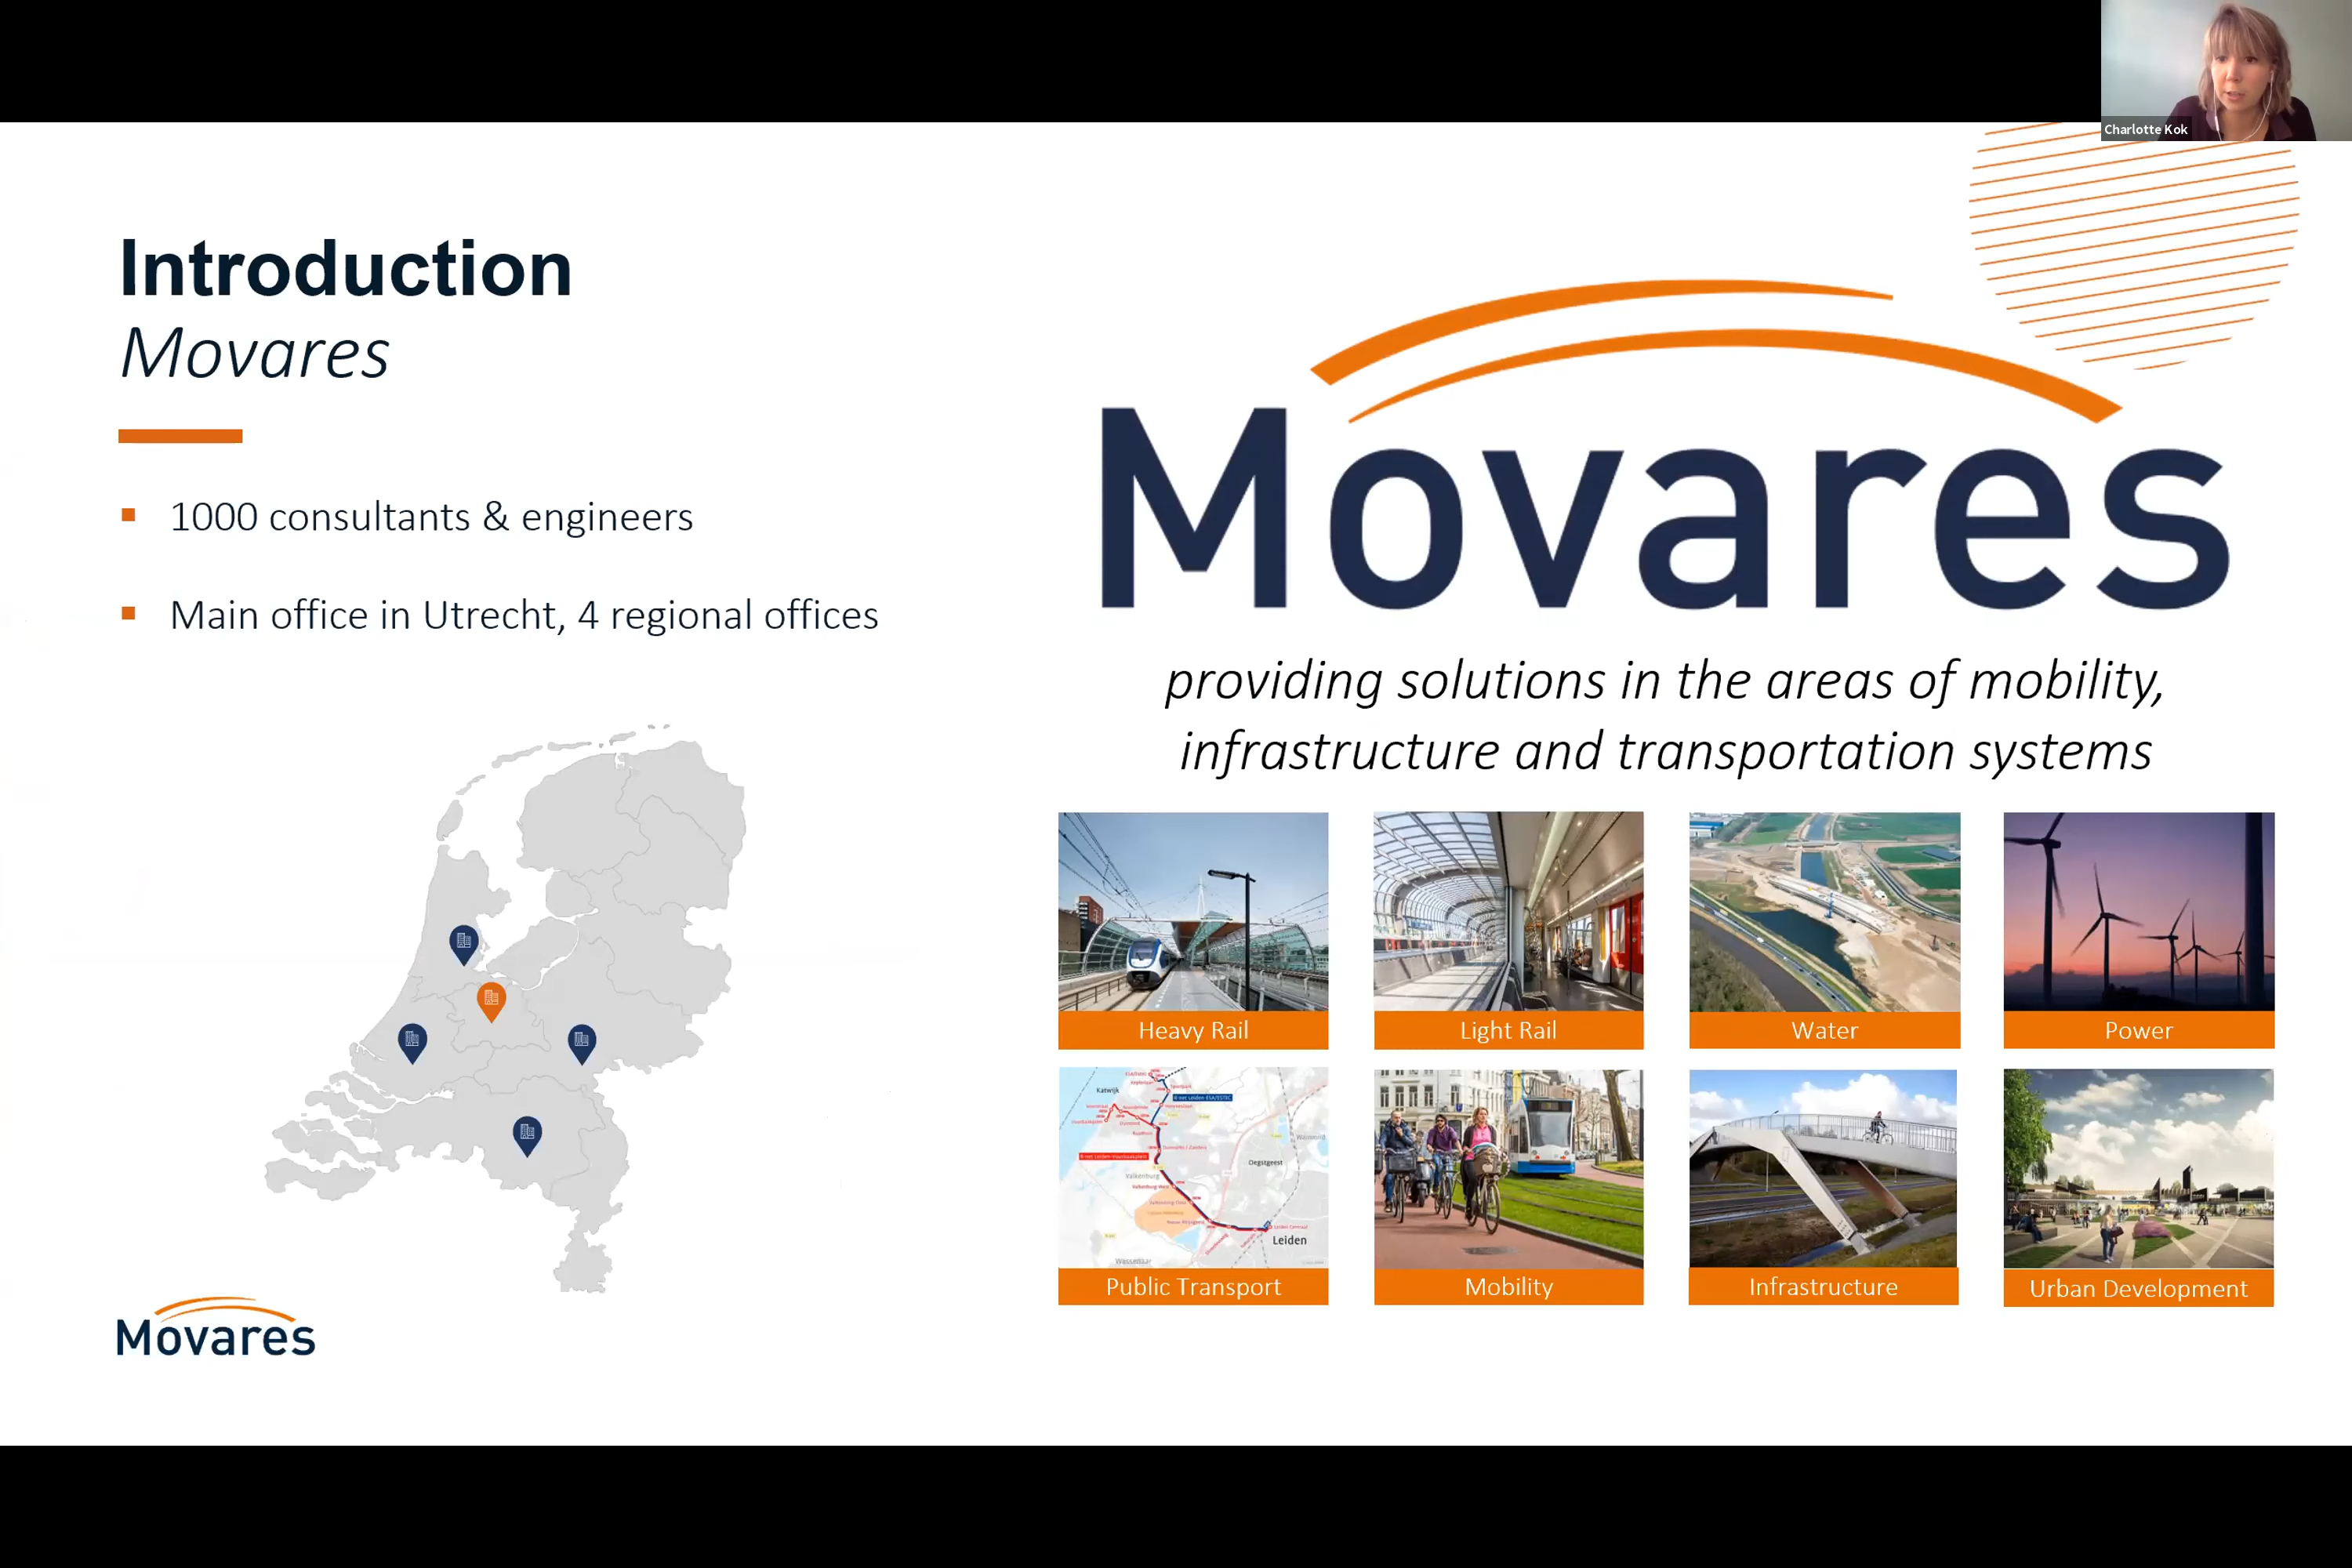 Charlotte Kok
Introduction
Movares
1000 consultants & engineers
Main office in Utrecht, 4 regional offices
Movares
providing solutions in the areas of mobility,
infrastructure and transportation systems
Heavy Rail
Light Rail
Water
Power
Katwijk
Valkenburg
Oegstgeest
Leiden
Wassenaar
Public Transport
Mobility
Infrastructure
Urban Development
Movares